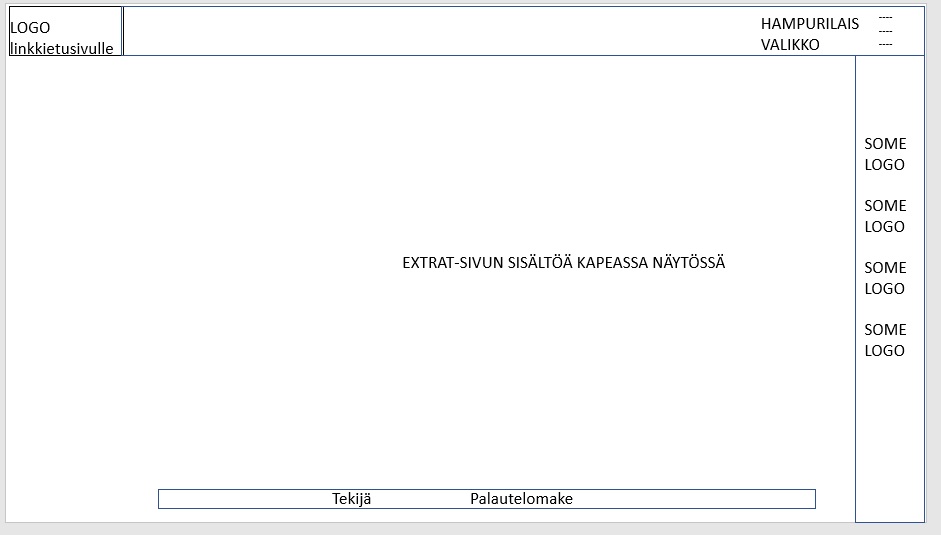 LOGO
linkkietusivulle
HAMPURILAIS
VALIKKO
----
----
----
SOME
LOGO
SOME
LOGO
SOME
LOGO
SOME
LOGO
EXTRAT-SIVUN SISÄLTÖÄ KAPEASSA NÄYTÖSSÄ
Tekijä Palautelomake